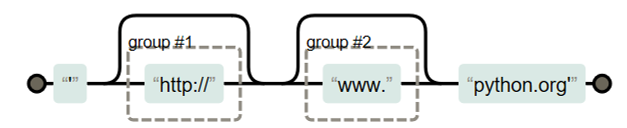 group #1 group #2
“'” “http://” “www.” “python.org'”